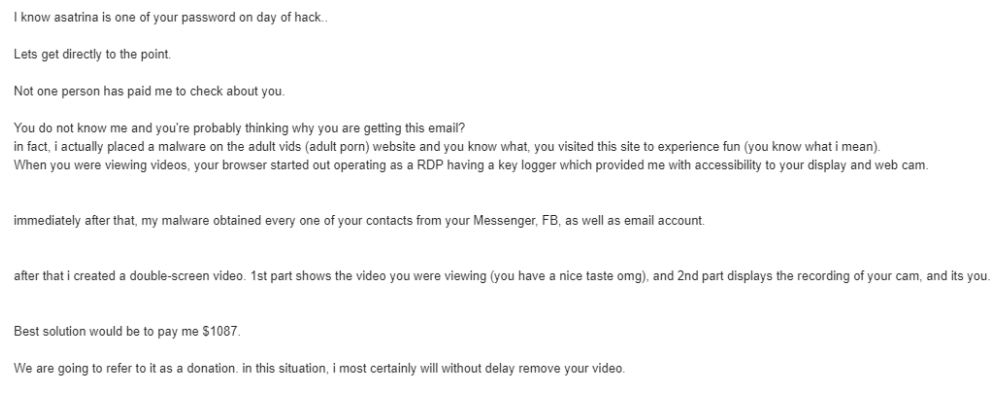 I know asatrina is one of your password on day of hack..
Lets get directly to the point.
Not one person has paid me to check about you.
You do not know me and you're probably thinking why you are getting this email?
in fact, i actually placed a malware on the adult vids (adult porn) website and you know what, you visited this site to experience fun (you know what i mean).
When you were viewing videos, your browser started out operating as a RDP having a key logger which provided me with accessibility to your display and web cam.
immediately after that, my malware obtained every one of your contacts from your Messenger, FB, as well as email account.
after that i created a double-screen video. 1st part shows the video you were viewing (you have a nice taste omg), and 2nd part displays the recording of your cam, and its you.
Best solution would be to pay me $1087.
We are going to refer to it as a donation. in this situation, i most certainly will without delay remove your video.